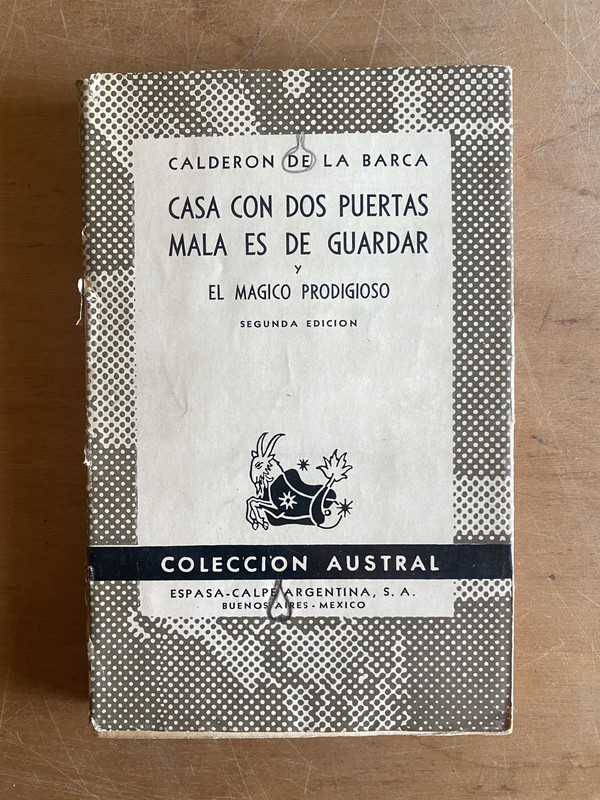 CALDERON DE LA BARCA
CASA CON DOS PUERTAS
MALA ES DE GUARDAR
Y
EL MAGICO PRODIGIOSO
SEGUNDA EDICION
COLECCION AUSTRAL
ESPASA-CALPE ARGENTINA, S. A.
BUENOS AIRES - MEXICO